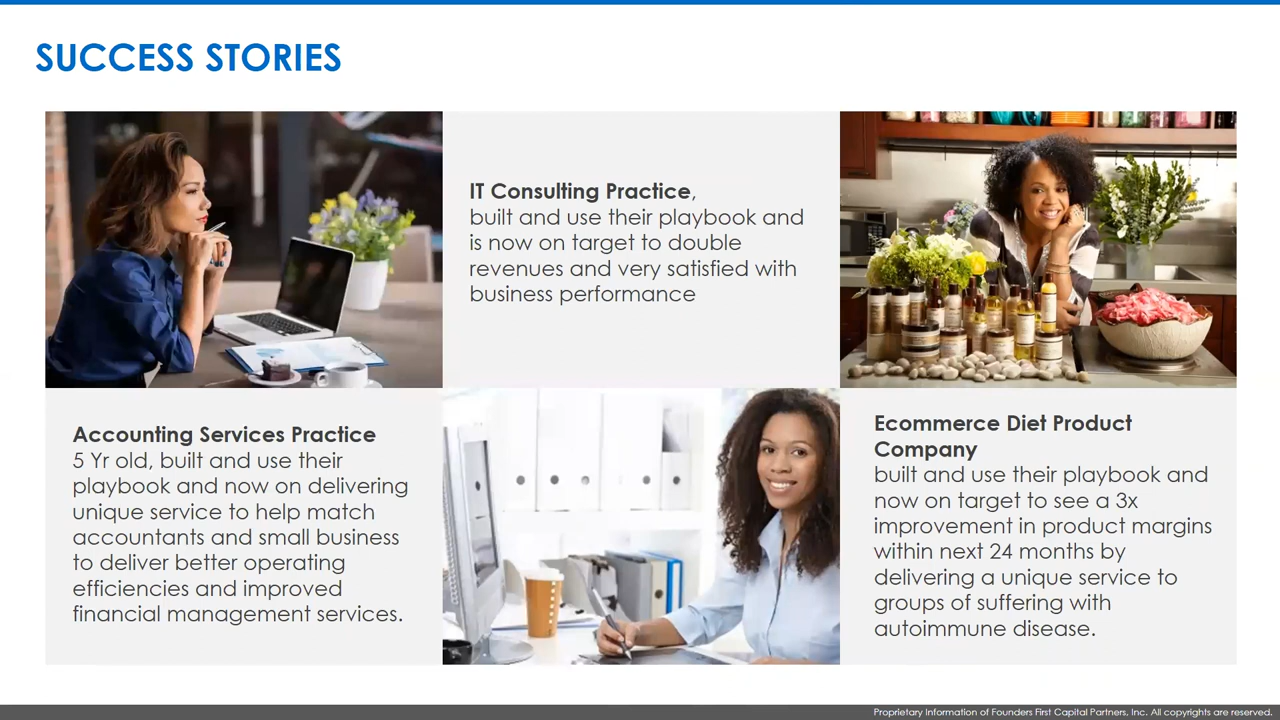 SUCCESS STORIES
IT Consulting Practice,
built and use their playbook and
is now on target to double
revenues and very satisfied with
business performance
Accounting Services Practice
5 Yr old, built and use their
playbook and now on delivering
unique service to help match
accountants and small business
to deliver better operating
efficiencies and improved
financial management services.
Ecommerce Diet Product
Company
built and use their playbook and
now on target to see a 3x
improvement in product margins
within next 24 months by
delivering a unique service to
groups of suffering with
autoimmune disease.
Proprietary Information of Founders First Capital Partners, Inc. All copyrights are reserved.